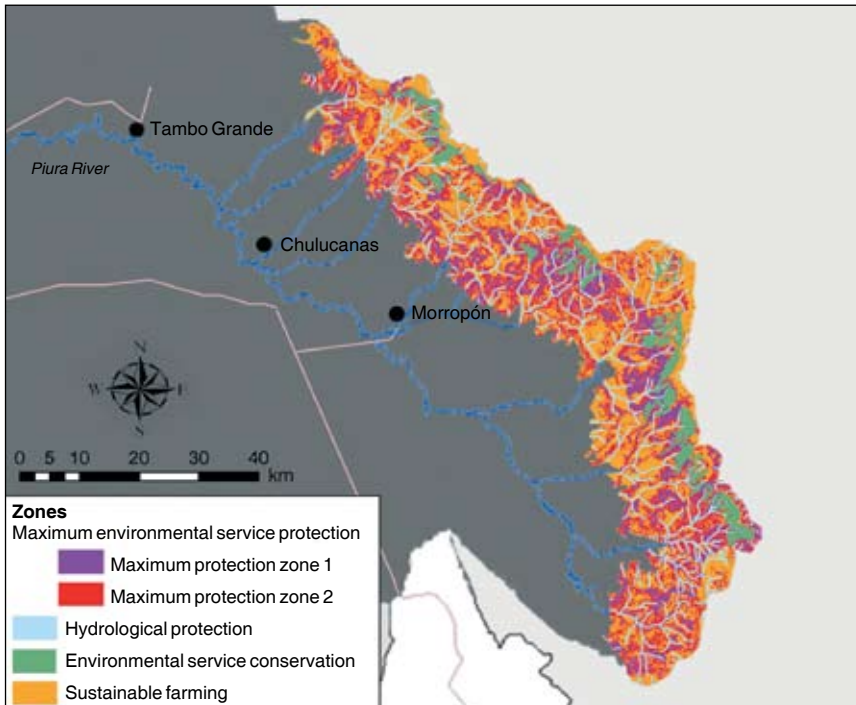 Tambo Grande
Piura River
Chulucanas
Morropón
N
W E
S
0 5 10 20 30 40
km
Zones
Maximum environmental service protection
Maximum protection zone 1
Maximum protection zone 2
Hydrological protection
Environmental service conservation
Sustainable farming